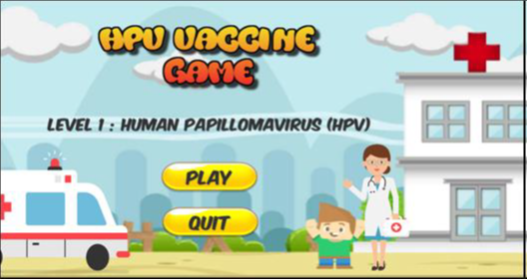 HPV VACCINE
GAME
LEVEL 1 : HUMAN PAPILLOMAVIRUS (HPV)
PLAY
QUIT